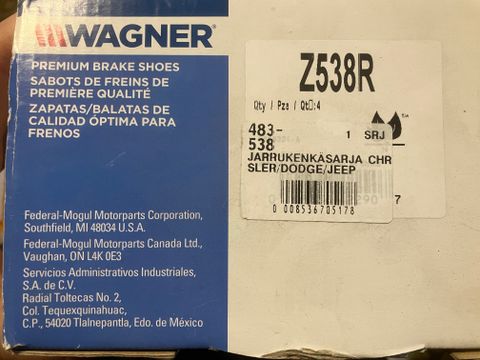 WAGNER®
PREMIUM BRAKE SHOES
SABOTS DE FREINS DE
PREMIÈRE QUALITÉ
ZAPATAS/BALATAS DE
CALIDAD ÓPTIMA PARA
FRENOS
Federal-Mogul Motorparts Corporation,
Southfield, MI 48034 U.S.A.
Federal-Mogul Motorparts Canada Ltd.,
Vaughan, ON L4K 0E3
Servicios Administrativos Industriales,
S.A. de C.V.
Radial Toltecas No. 2,
Col. Tequexquinahuac,
C.P., 54020 Tlalnepantla, Edo. de México
Z538R
Qty / Pzs / Qt□:4
483- 1 SRJ
538
JARRUKENKÄSARJA CHR
SLER/DODGE/JEEP
0 008536705178
7